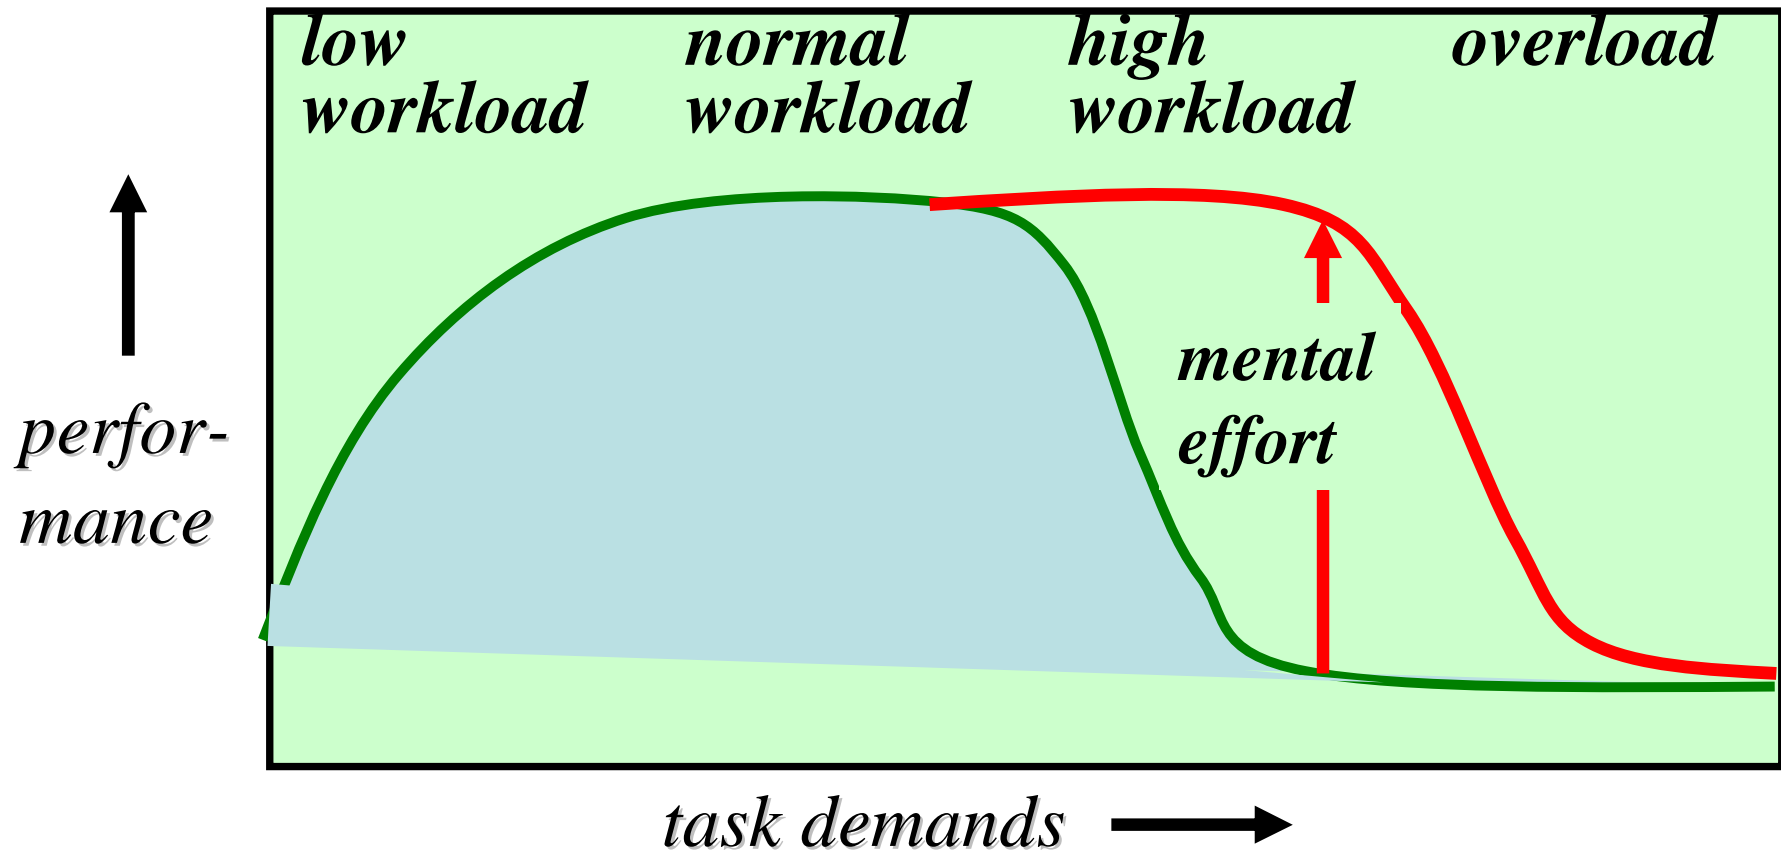 low
workload
normal
workload
high
workload
overload
mental
effort
perfor-
mance
task demands